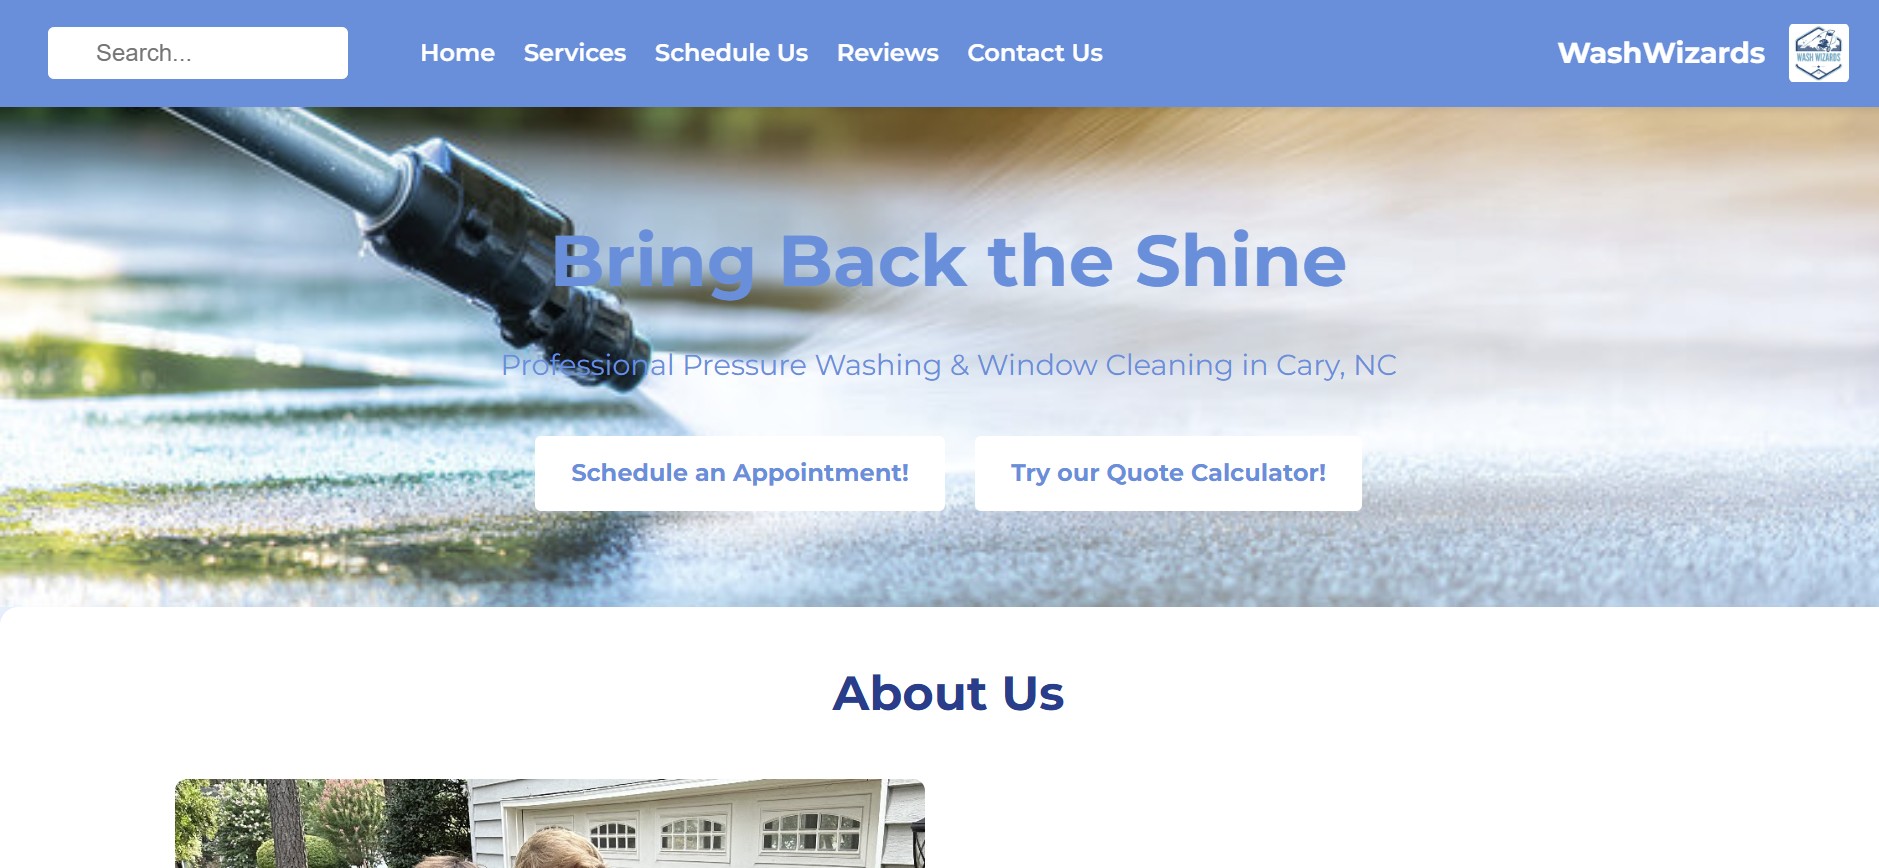 Search...
Home Services Schedule Us Reviews Contact Us
WashWizards
WASH WIZARDS
Bring Back the Shine
Professional Pressure Washing & Window Cleaning in Cary, NC
Schedule an Appointment! Try our Quote Calculator!
About Us